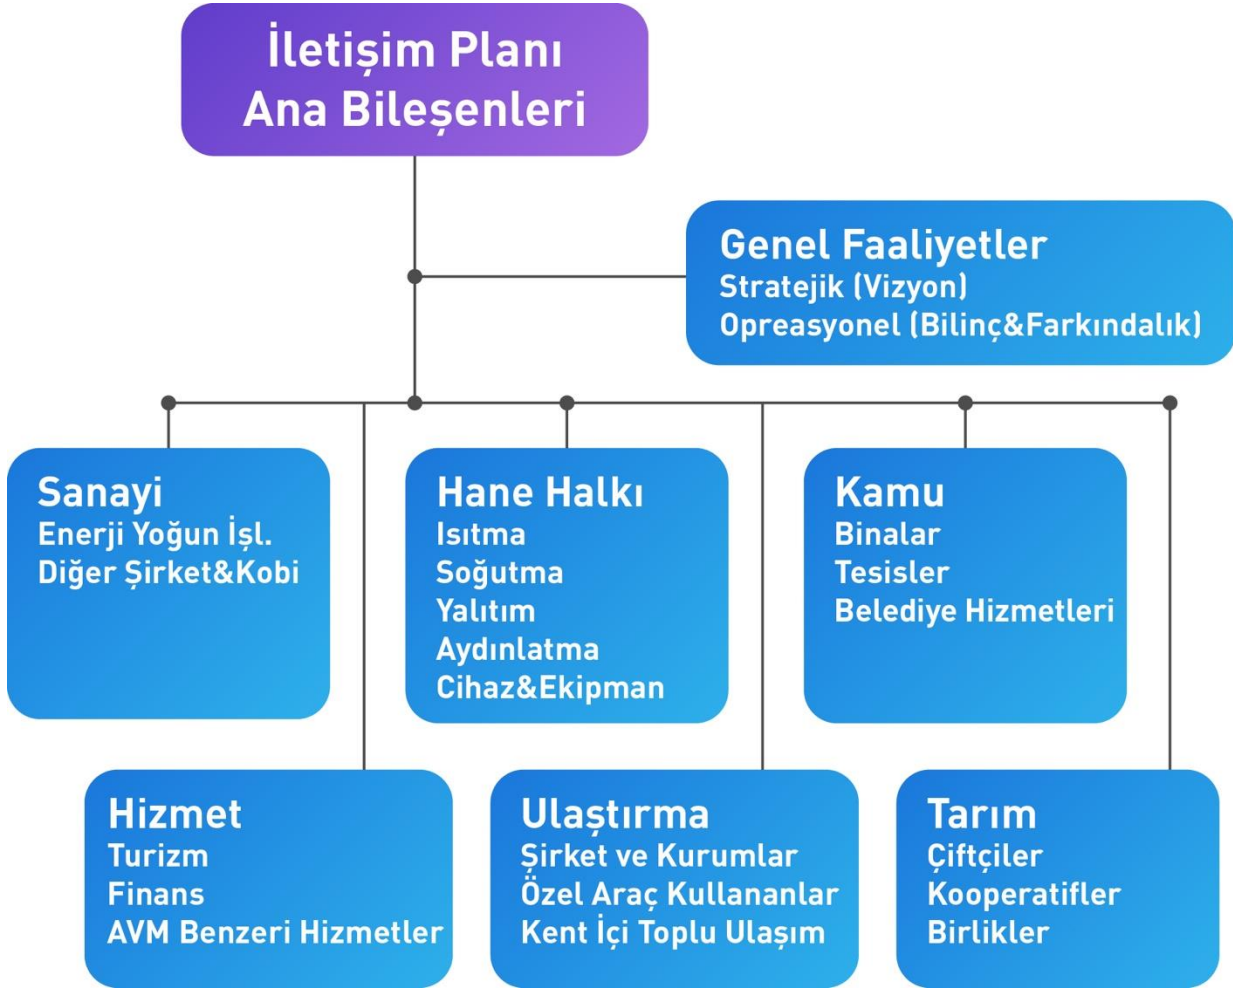 İletişim Planı
Ana Bileşenleri
Genel Faaliyetler
Stratejik (Vizyon)
Opreasyonel (Bilinç&Farkındalık)
Sanayi
Enerji Yoğun İşl.
Diğer Şirket&Kobi
Hane Halkı
Isıtma
Soğutma
Yalıtım
Aydınlatma
Cihaz&Ekipman
Kamu
Binalar
Tesisler
Belediye Hizmetleri
Hizmet
Turizm
Finans
AVM Benzeri Hizmetler
Ulaştırma
Şirket ve Kurumlar
Özel Araç Kullananlar
Kent İçi Toplu Ulaşım
Tarım
Çiftçiler
Kooperatifler
Birlikler